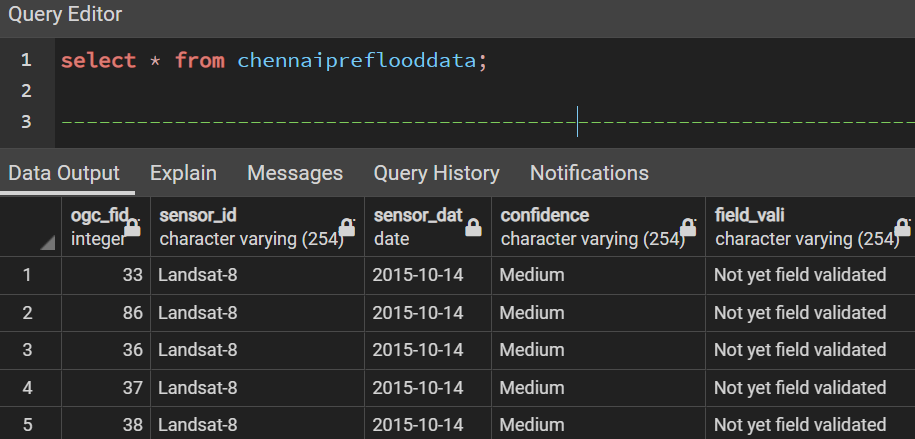 Query Editor
1 select * from chennaipreflooddata;
2
3 ------------------------------------------------------------------
Data Output Explain Messages Query History Notifications
ogc_fid sensor_id sensor_dat confidence field_vali
integer character varying (254) date character varying (254) character varying (254)
1 33 Landsat-8 2015-10-14 Medium Not yet field validated
2 86 Landsat-8 2015-10-14 Medium Not yet field validated
3 36 Landsat-8 2015-10-14 Medium Not yet field validated
4 37 Landsat-8 2015-10-14 Medium Not yet field validated
5 38 Landsat-8 2015-10-14 Medium Not yet field validated